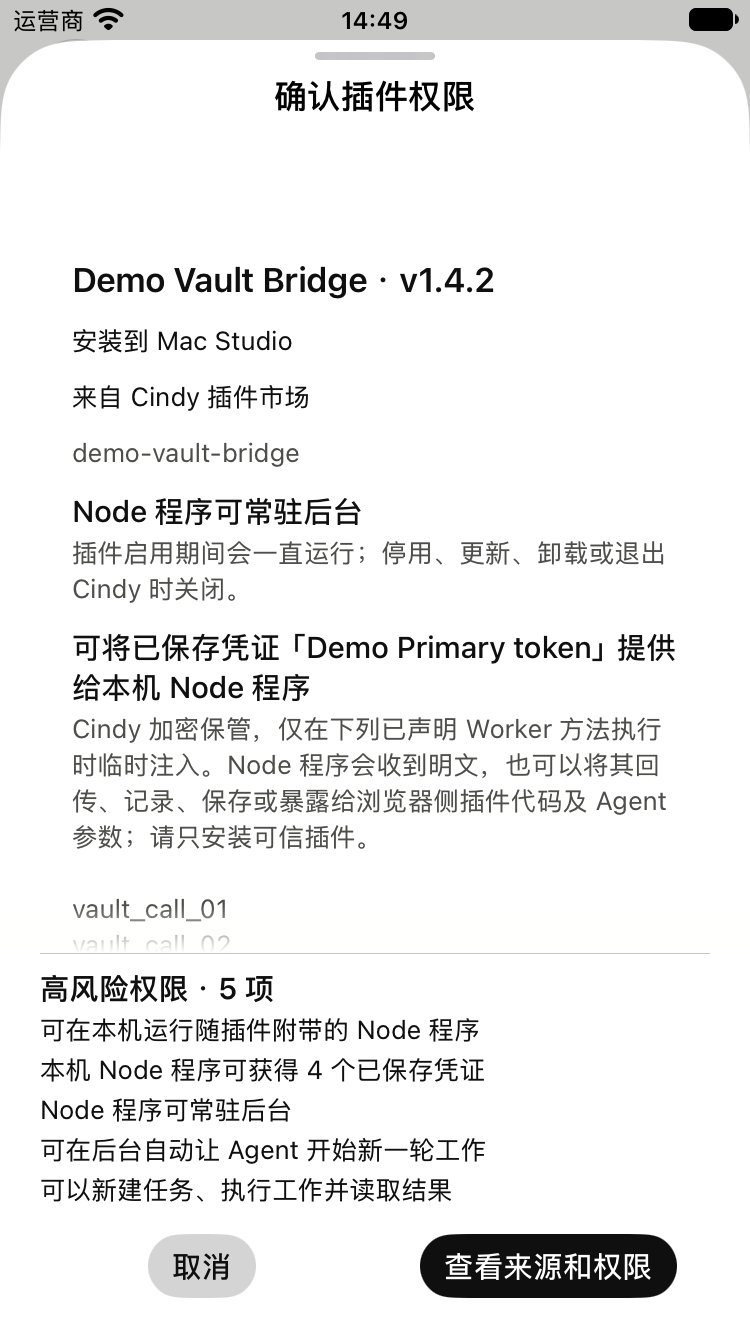 运营商
14:49
确认插件权限
Demo Vault Bridge · v1.4.2
安装到 Mac Studio
来自 Cindy 插件市场
demo-vault-bridge
Node 程序可常驻后台
插件启用期间会一直运行；停用、更新、卸载或退出
Cindy 时关闭。
可将已保存凭证「Demo Primary token」提供
给本机 Node 程序
Cindy 加密保管，仅在下列已声明 Worker 方法执行
时临时注入。Node 程序会收到明文，也可以将其回
传、记录、保存或暴露给浏览器侧插件代码及 Agent
参数；请只安装可信插件。
vault_call_01
vault_call_02
高风险权限 · 5 项
可在本机运行随插件附带的 Node 程序
本机 Node 程序可获得 4 个已保存凭证
Node 程序可常驻后台
可在后台自动让 Agent 开始新一轮工作
可以新建任务、执行工作并读取结果
取消
查看来源和权限